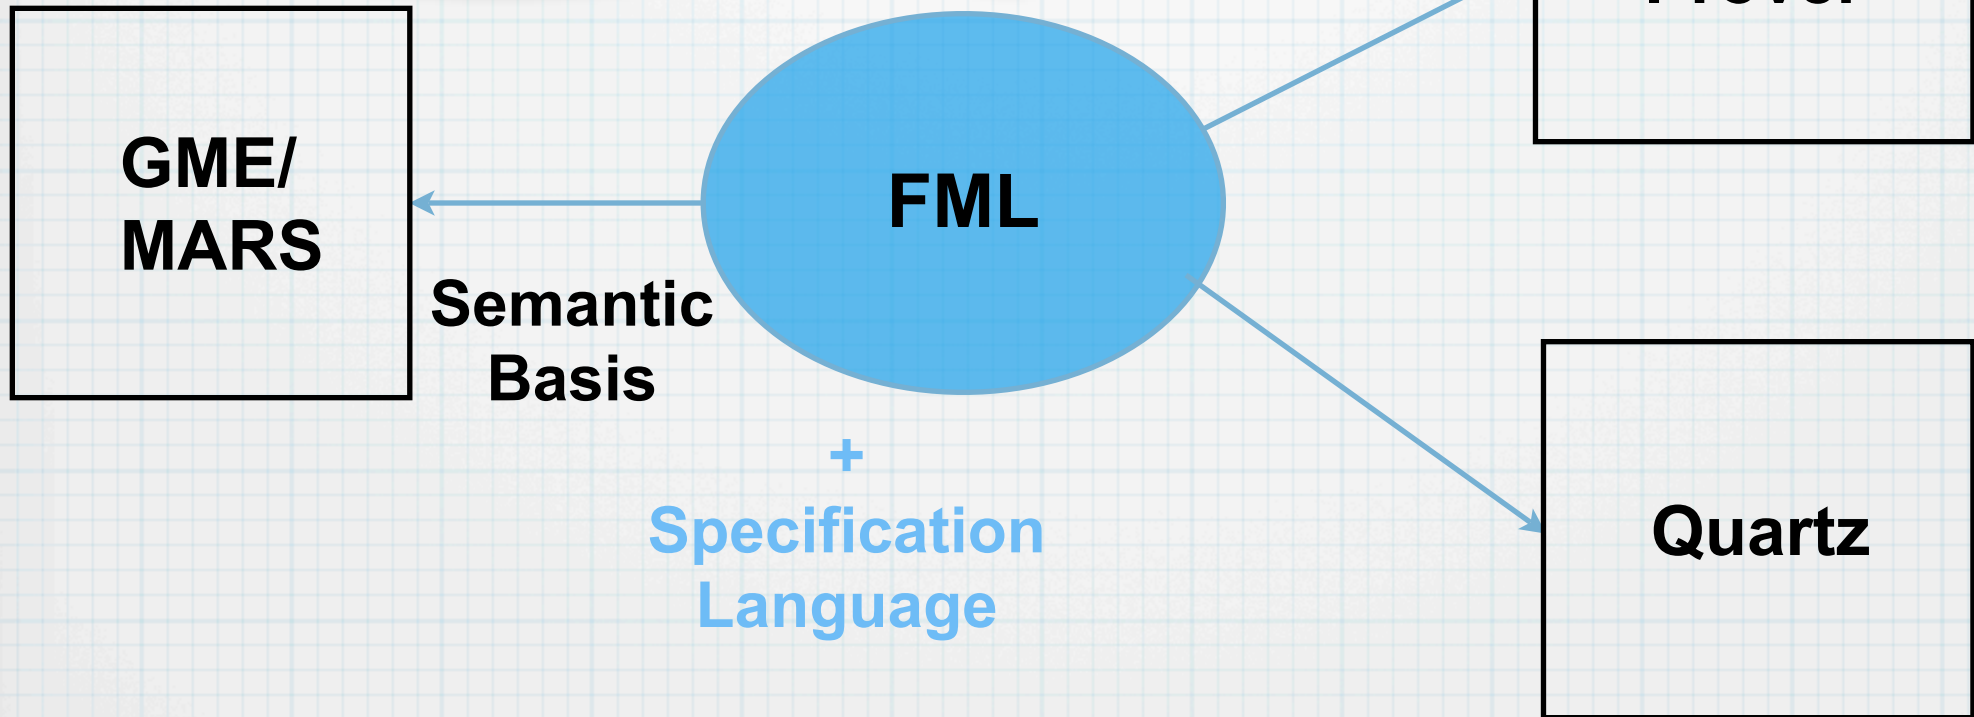 GME/
MARS
FML
Semantic
Basis
+
Specification
Language
Quartz